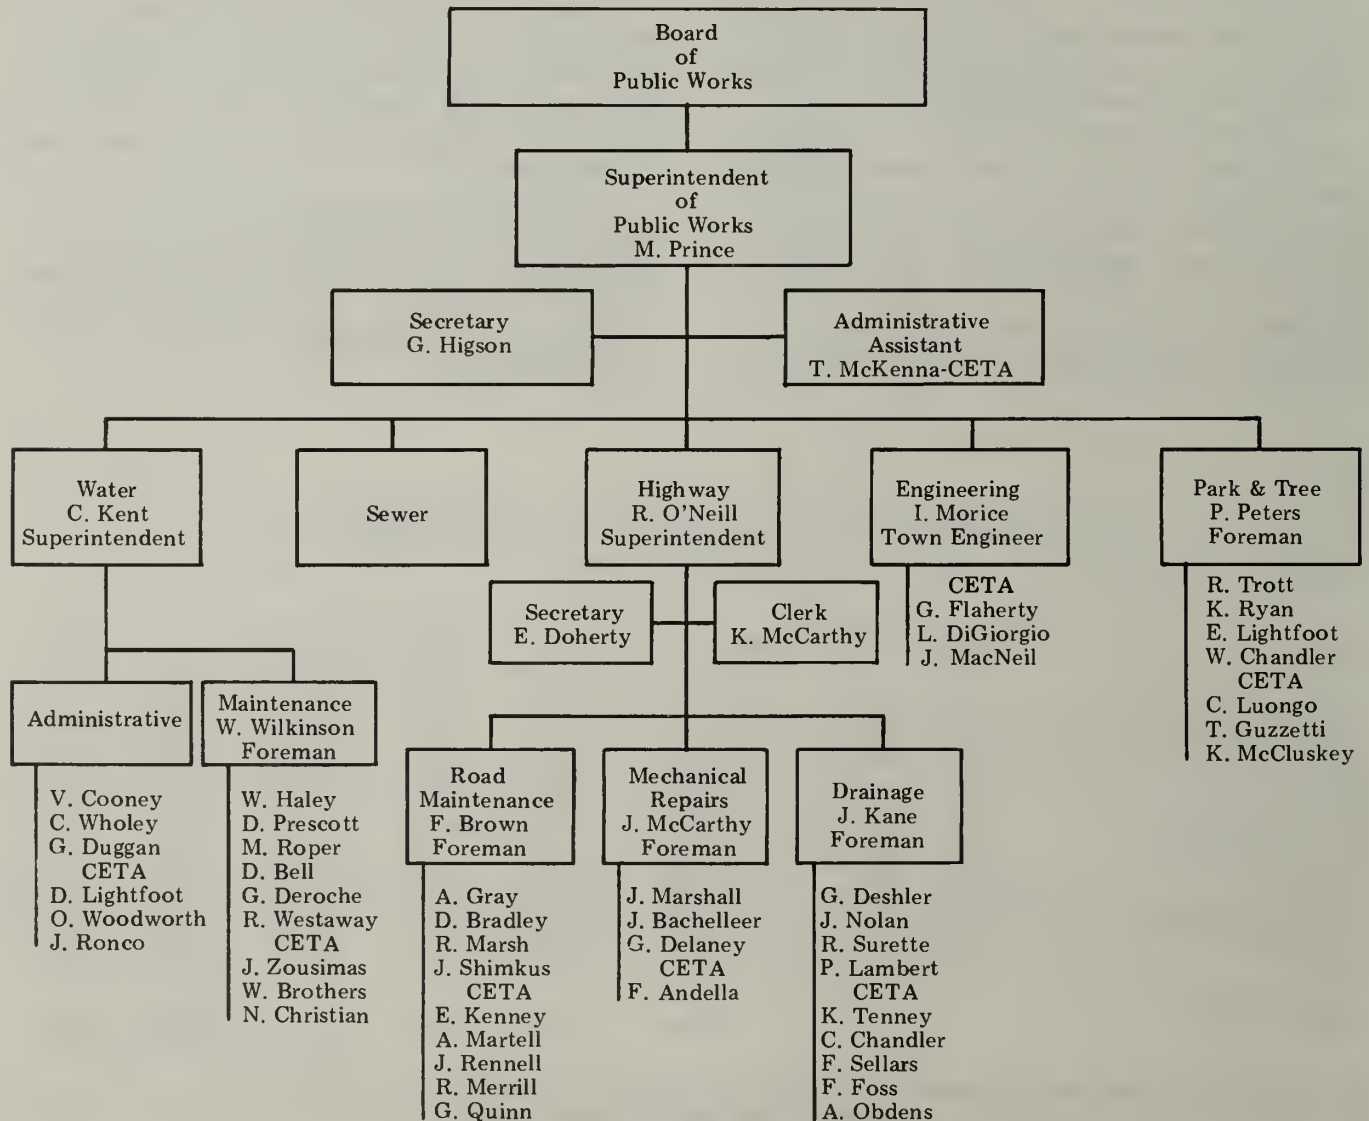 Board
of
Public Works
Superintendent
of
Public Works
M. Prince
Secretary
G. Higson
Administrative
Assistant
T. McKenna-CETA
Water
C. Kent
Superintendent
Sewer
Highway
R. O'Neill
Superintendent
Engineering
I. Morice
Town Engineer
Park & Tree
P. Peters
Foreman
Secretary
E. Doherty
Clerk
K. McCarthy
CETA
G. Flaherty
L. DiGiorgio
J. MacNeil
R. Trott
K. Ryan
E. Lightfoot
W. Chandler
CETA
C. Luongo
T. Guzzetti
K. McCluskey
Administrative
Maintenance
W. Wilkinson
Foreman
V. Cooney
C. Wholey
G. Duggan
CETA
D. Lightfoot
O. Woodworth
J. Ronco
W. Haley
D. Prescott
M. Roper
D. Bell
G. Deroche
R. Westaway
CETA
J. Zousimas
W. Brothers
N. Christian
Road
Maintenance
F. Brown
Foreman
Mechanical
Repairs
J. McCarthy
Foreman
Drainage
J. Kane
Foreman
A. Gray
D. Bradley
R. Marsh
J. Shimkus
CETA
E. Kenney
A. Martell
J. Rennell
R. Merrill
G. Quinn
J. Marshall
J. Bachelleer
G. Delaney
CETA
F. Andella
G. Deshler
J. Nolan
R. Surette
P. Lambert
CETA
K. Tenney
C. Chandler
F. Sellars
F. Foss
A. Obdens